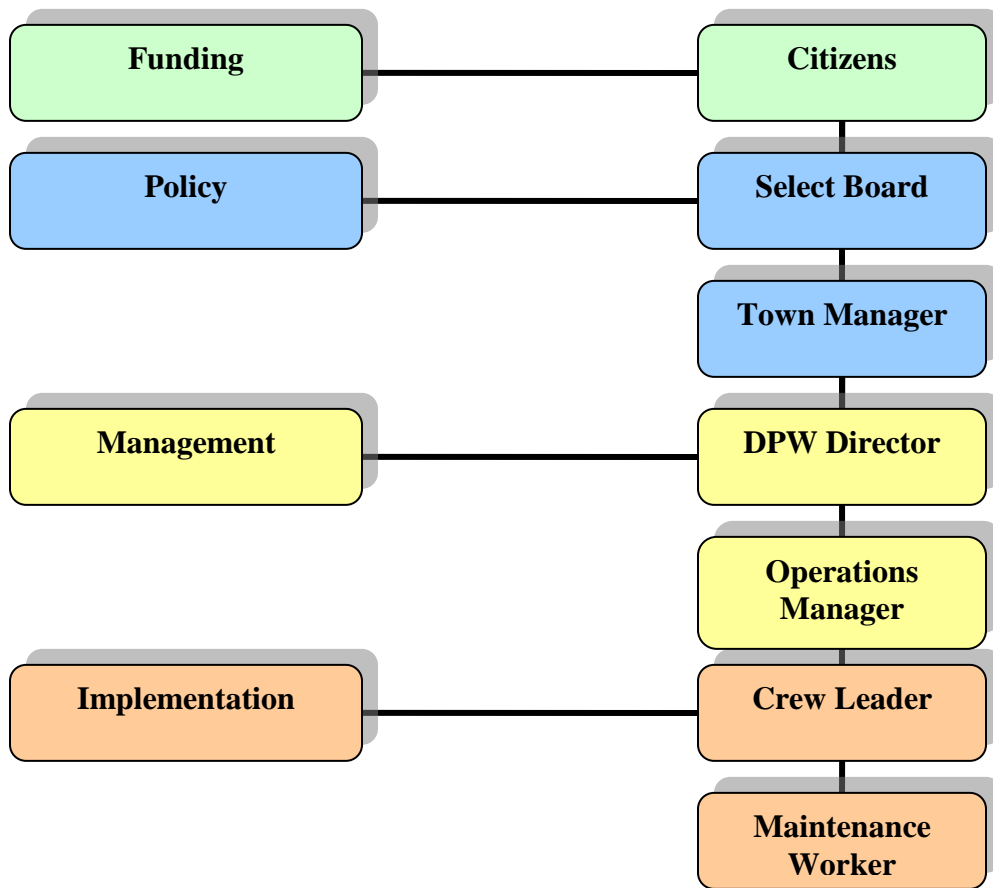 Funding
Citizens
Policy
Select Board
Town Manager
Management
DPW Director
Operations
Manager
Implementation
Crew Leader
Maintenance
Worker